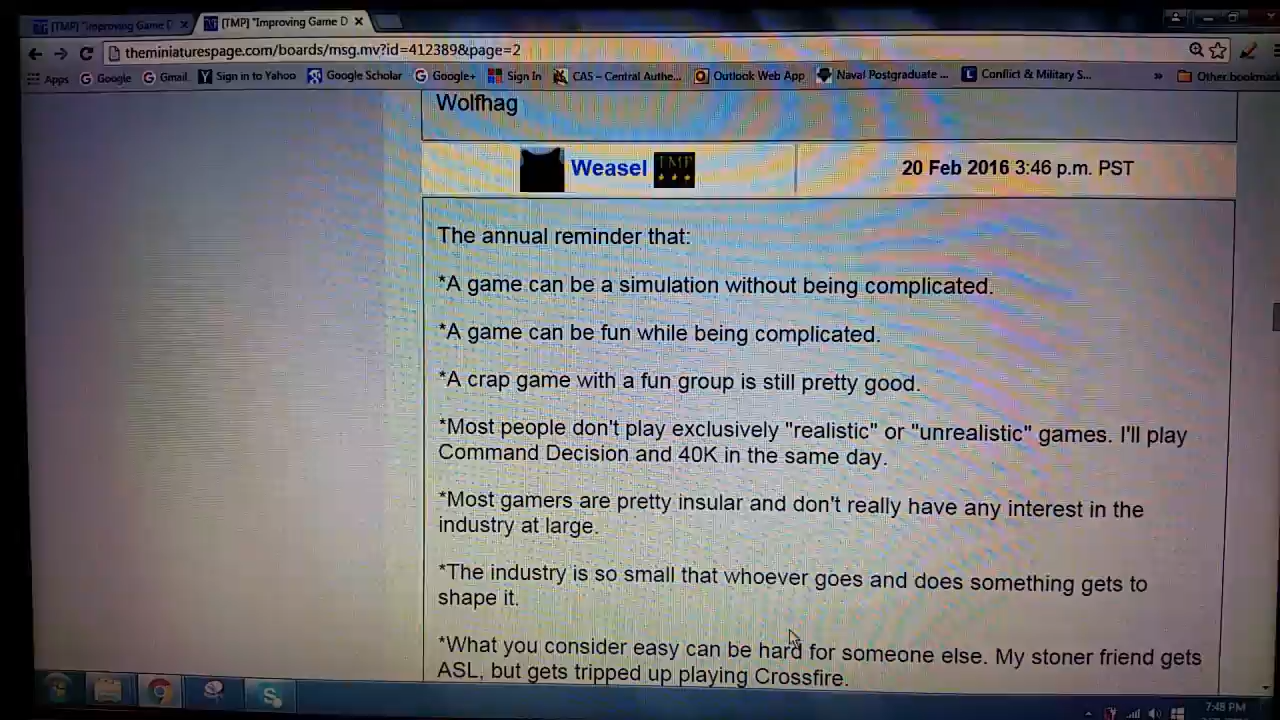 [TMP] "Improving Game D
[TMP] "Improving Game D
theminiaturespage.com/boards/msg.mv?id=412389&page=2
Apps Google Gmail Sign in to Yahoo Google Scholar Google+ Sign In CAS – Central Authe... Outlook Web App Naval Postgraduate ... Conflict & Military S... » Other bookma
Wolfhag
Weasel TMP 20 Feb 2016 3:46 p.m. PST
The annual reminder that:
*A game can be a simulation without being complicated.
*A game can be fun while being complicated.
*A crap game with a fun group is still pretty good.
*Most people don't play exclusively "realistic" or "unrealistic" games. I'll play
Command Decision and 40K in the same day.
*Most gamers are pretty insular and don't really have any interest in the
industry at large.
*The industry is so small that whoever goes and does something gets to
shape it.
*What you consider easy can be hard for someone else. My stoner friend gets
ASL, but gets tripped up playing Crossfire.
7:48 PM